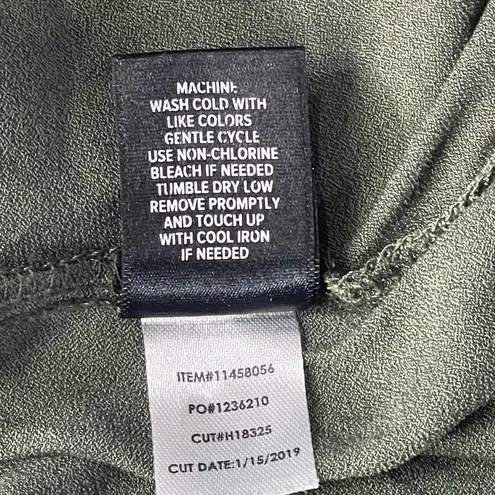 MACHINE
WASH COLD WITH
LIKE COLORS
GENTLE CYCLE
USE NON-CHLORINE
BLEACH IF NEEDED
TUMBLE DRY LOW
REMOVE PROMPTLY
AND TOUCH UP
WITH COOL IRON
IF NEEDED
ITEM#11458056
PO#1236210
CUT#H18325
CUT DATE:1/15/2019